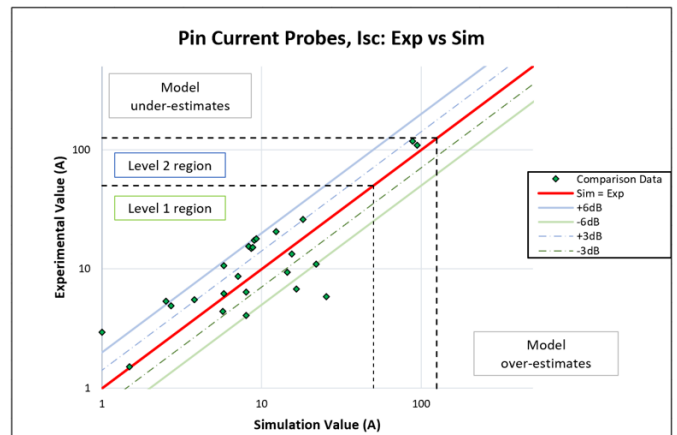 Pin Current Probes, Isc: Exp vs Sim
Model
under-estimates
Level 2 region
Level 1 region
Experimental Value (A)
100
10
1
1
10
100
Simulation Value (A)
Model
over-estimates
Comparison Data
Sim = Exp
+6dB
-6dB
+3dB
-3dB